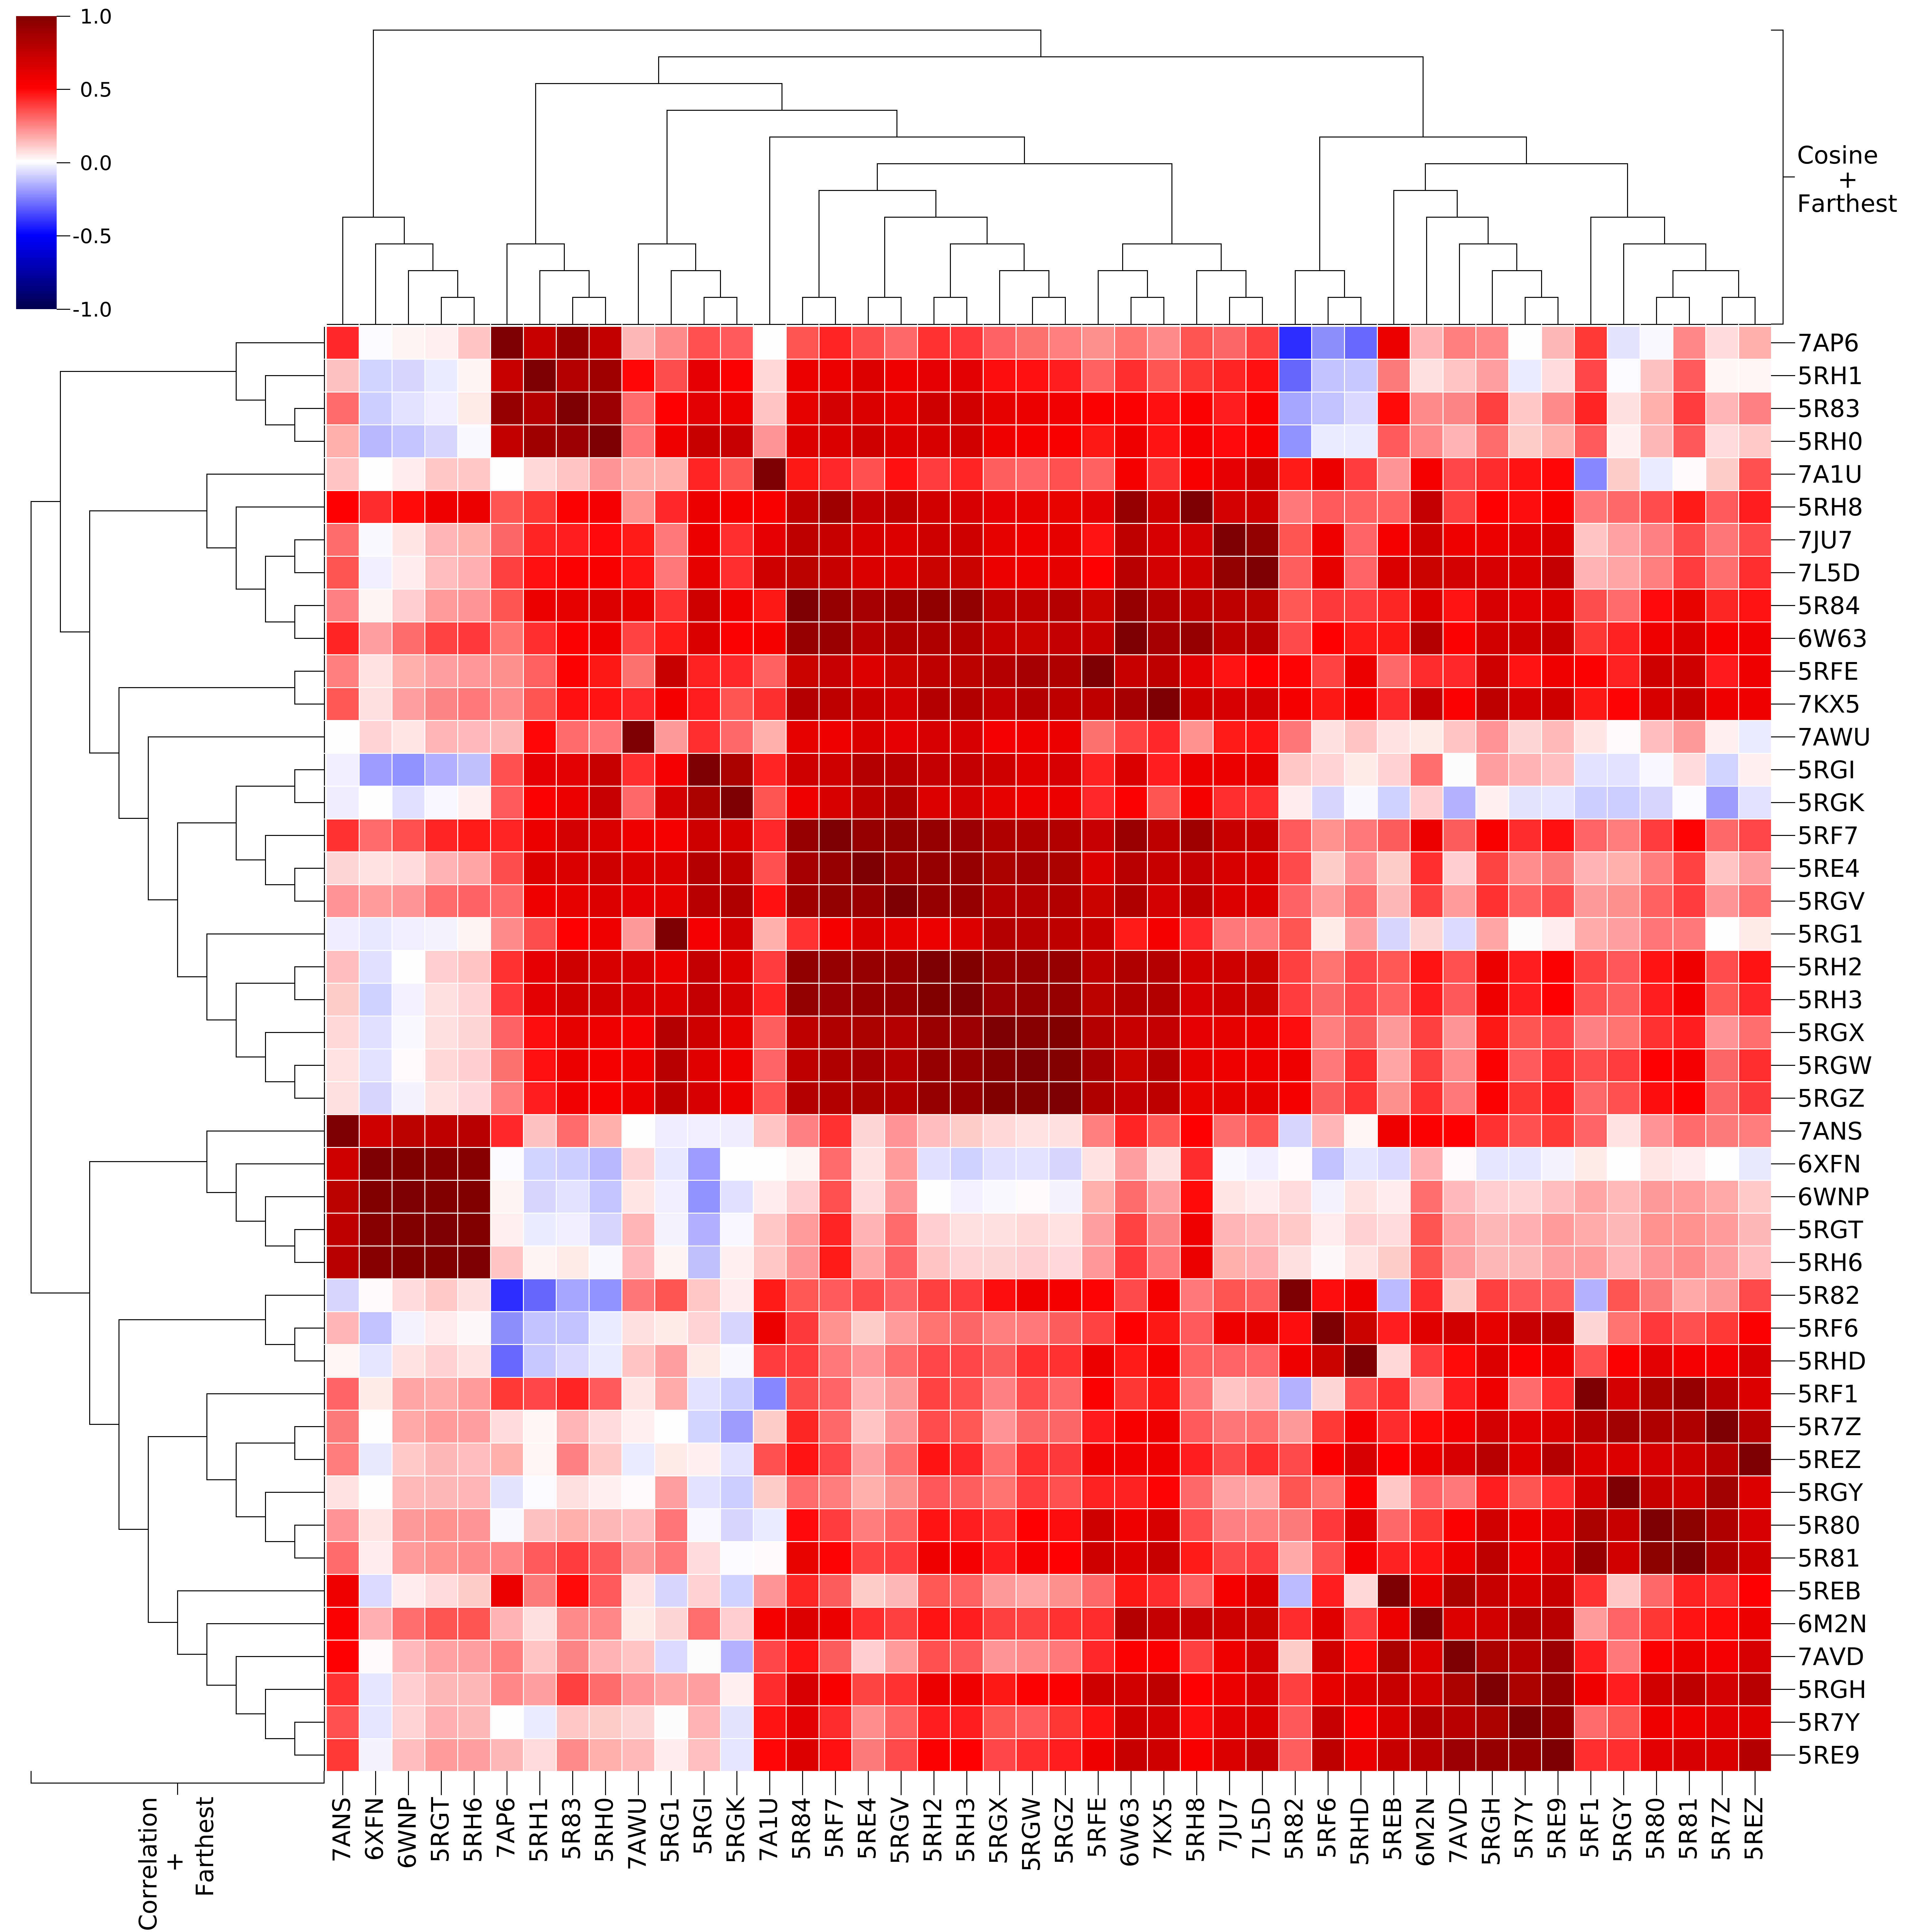 1.0
0.5
0.0
-0.5
-1.0
Cosine
+
Farthest
7AP6
5RH1
5R83
5RH0
7A1U
5RH8
7JU7
7L5D
5R84
6W63
5RFE
7KX5
7AWU
5RGI
5RGK
5RF7
5RE4
5RGV
5RG1
5RH2
5RH3
5RGX
5RGW
5RGZ
7ANS
6XFN
6WNP
5RGT
5RH6
5R82
5RF6
5RHD
5RF1
5R7Z
5REZ
5RGY
5R80
5R81
5REB
6M2N
7AVD
5RGH
5R7Y
5RE9
Correlation
+
Farthest
7ANS
6XFN
6WNP
5RGT
5RH6
7AP6
5RH1
5R83
5RH0
7AWU
5RG1
5RGI
5RGK
7A1U
5R84
5RF7
5RE4
5RGV
5RH2
5RH3
5RGX
5RGW
5RGZ
5RFE
6W63
7KX5
5RH8
7JU7
7L5D
5R82
5RF6
5RHD
5REB
6M2N
7AVD
5RGH
5R7Y
5RE9
5RF1
5RGY
5R80
5R81
5R7Z
5REZ